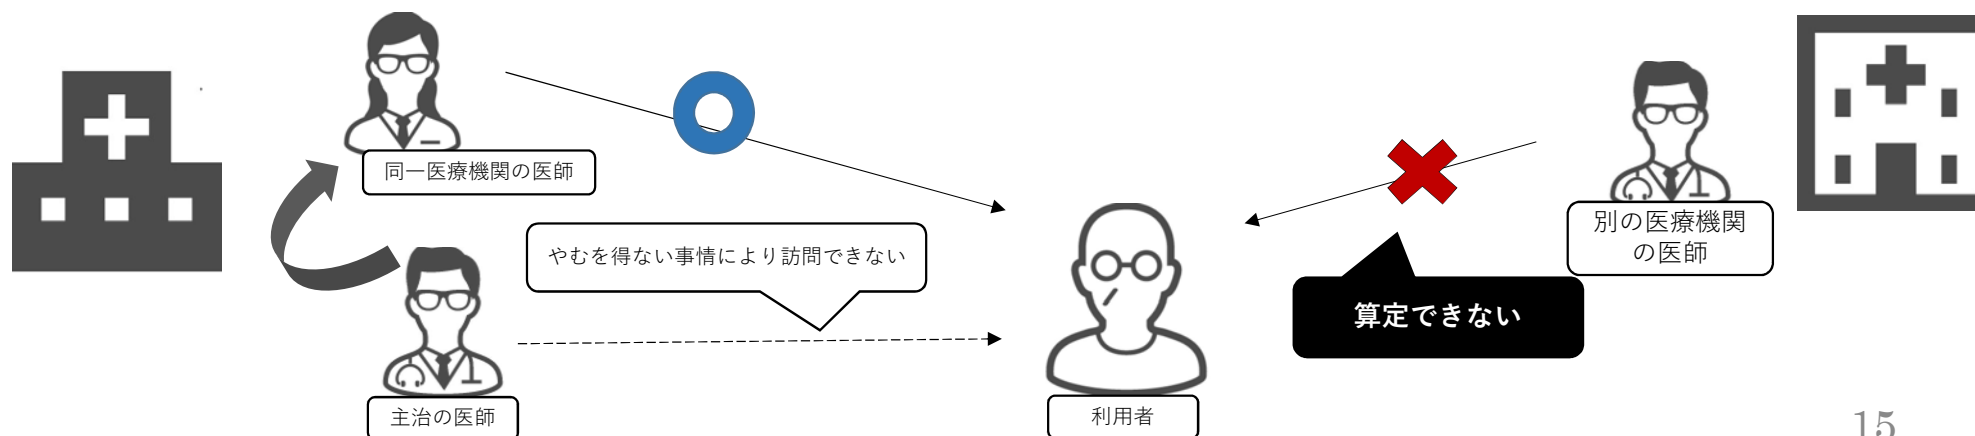 同一医療機関の医師
やむを得ない事情により訪問できない
主治の医師
利用者
別の医療機関
の医師
算定できない
15